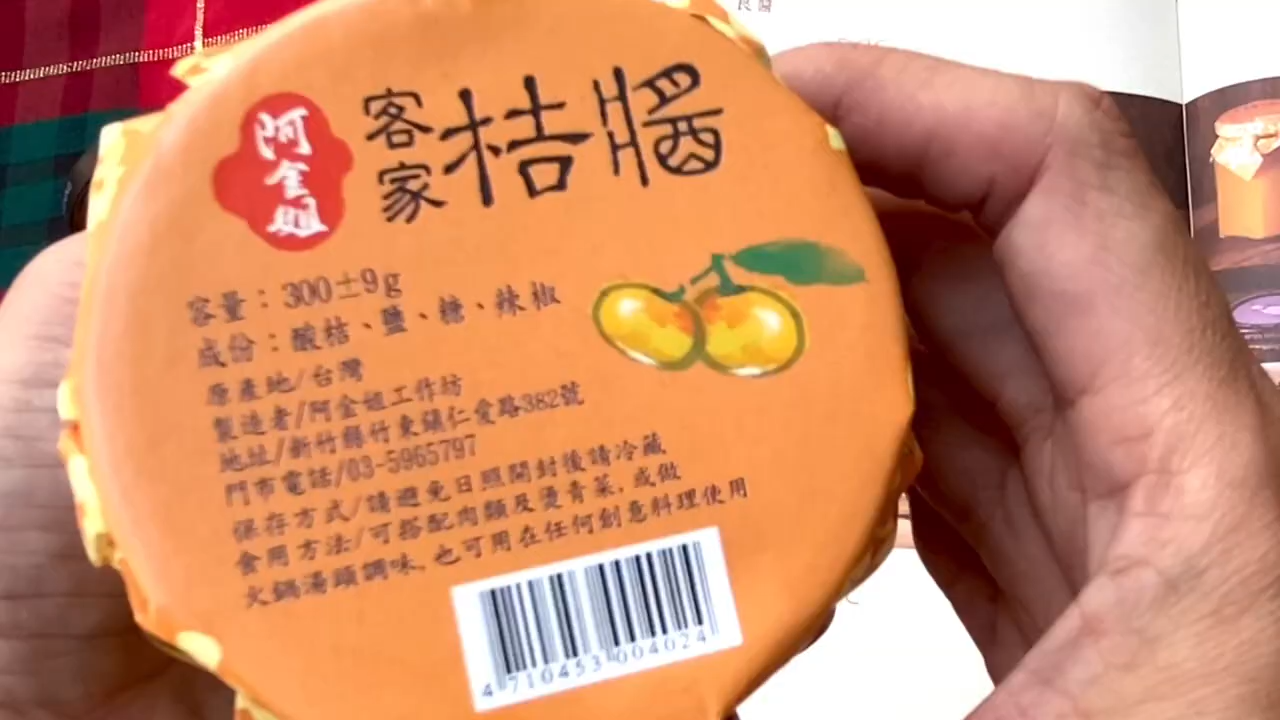 阿金姐
客家桔醬
容量：300±9g
成份：酸桔、鹽、糖、辣椒
原產地/台灣
製造者/阿金姐工作坊
地址/新竹縣竹東鎮仁愛路382號
門市電話/03-5965797
保存方式/請避免日照開封後請冷藏
食用方法/可搭配肉類及燙青菜, 或做
火鍋湯頭調味, 也可用在任何創意料理使用
4 710453 004024